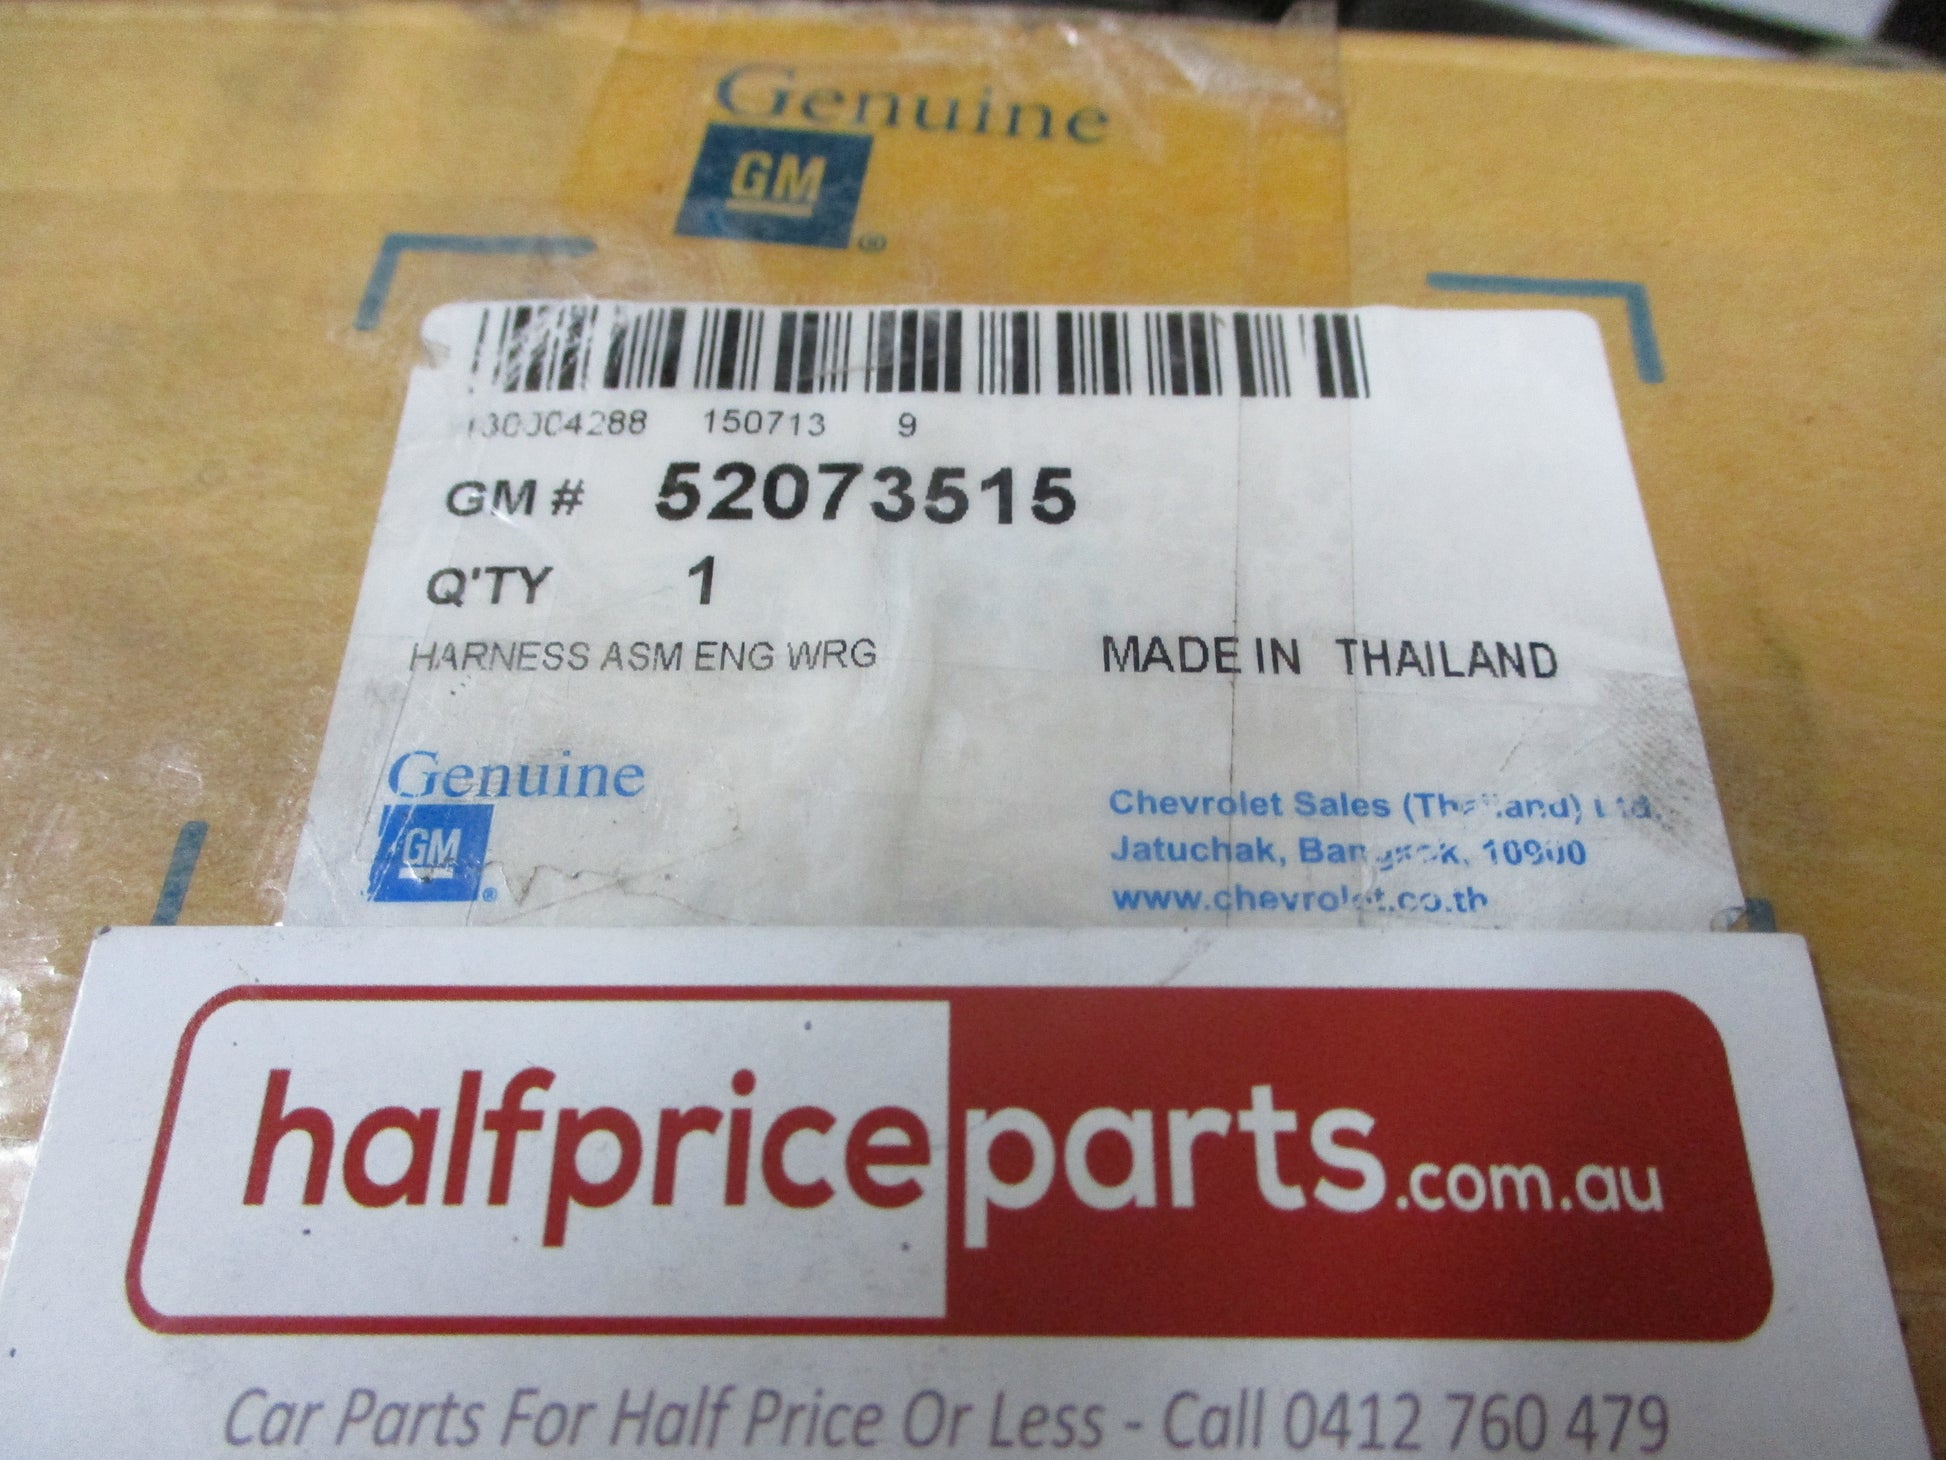 Genuine
GM®
150713 9
GM # 52073515
Q'TY 1
HARNESS ASM ENG WRG
MADE IN THAILAND
Genuine
GM®
Chevrolet Sales (Thailand) Ltd.
Jatuchak, Bangkok, 10900
www.chevrolet.co.th
halfpriceparts.com.au
Car Parts For Half Price Or Less - Call 0412 760 479